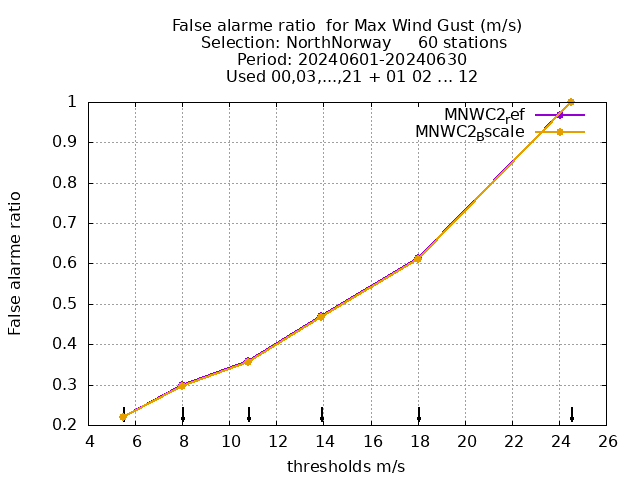 False alarme ratio  for Max Wind Gust (m/s)
Selection: NorthNorway     60 stations
Period: 20240601-20240630
Used 00,03,...,21 + 01 02 ... 12
MNWC2ref
MNWC2Bscale
1
0.9
0.8
0.7
0.6
0.5
0.4
0.3
0.2
False alarme ratio
4 6 8 10 12 14 16 18 20 22 24 26
thresholds m/s